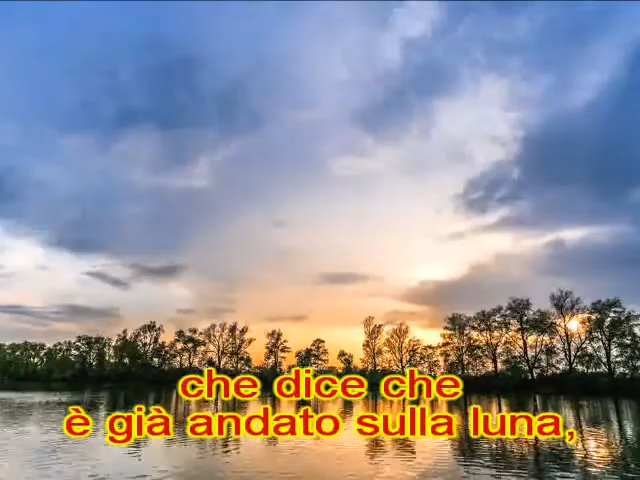 che dice che
è già andato sulla luna,